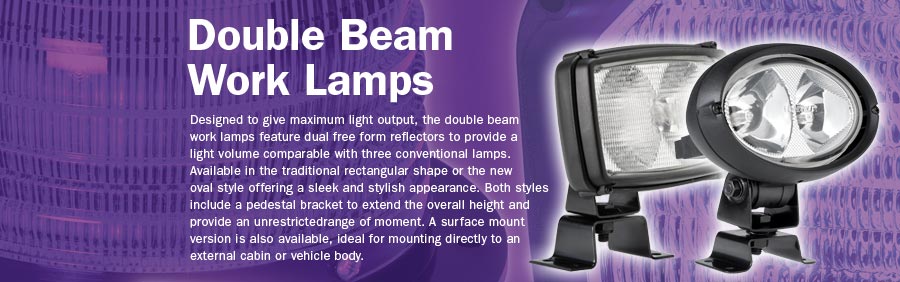 Double Beam
Work Lamps
Designed to give maximum light output, the double beam
work lamps feature dual free form reflectors to provide a
light volume comparable with three conventional lamps.
Available in the traditional rectangular shape or the new
oval style offering a sleek and stylish appearance. Both styles
include a pedestal bracket to extend the overall height and
provide an unrestrictedrange of moment. A surface mount
version is also available, ideal for mounting directly to an
external cabin or vehicle body.